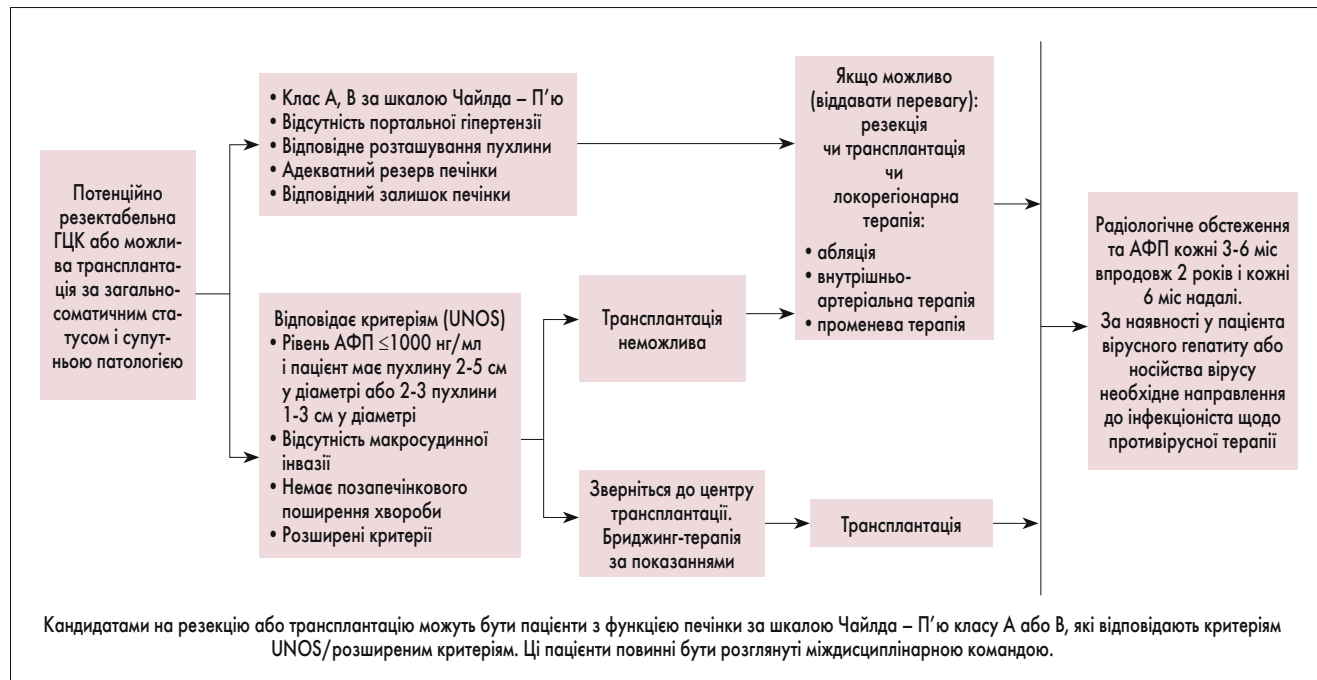 Потенційно
резектабельна
ГЦК або можли-
ва транспланта-
ція за загально-
соматичним ста-
тусом і супут-
ньою патологією
• Клас А, В за шкалою Чайлда – П’ю
• Відсутність портальної гіпертензії
• Відповідне розташування пухлини
• Адекватний резерв печінки
• Відповідний залишок печінки
Відповідає критеріям (UNOS)
• Рівень АФП ≤1000 нг/мл
і пацієнт має пухлину 2-5 см
у діаметрі або 2-3 пухлини
1-3 см у діаметрі
• Відсутність макросудинної
інвазії
• Немає позапечінкового
поширення хвороби
• Розширені критерії
Трансплантація
неможлива
Зверніться до центру
трансплантації.
Бриджинг-терапія
за показаннями
Якщо можливо
(віддавати перевагу):
резекція
чи трансплантація
чи
локорегіонарна
терапія:
• абляція
• внутрішньо-
артеріальна терапія
• променева терапія
Трансплантація
Радіологічне обстеження
та АФП кожні 3-6 міс
впродовж 2 років і кожні
6 міс надалі.
За наявності у пацієнта
вірусного гепатиту або
носійства вірусу
необхідне направлення
до інфекціоніста щодо
противірусної терапії
Кандидатами на резекцію або трансплантацію можуть бути пацієнти з функцією печінки за шкалою Чайлда – П’ю класу А або В, які відповідають критеріям
UNOS/розширеним критеріям. Ці пацієнти повинні бути розглянуті міждисциплінарною командою.